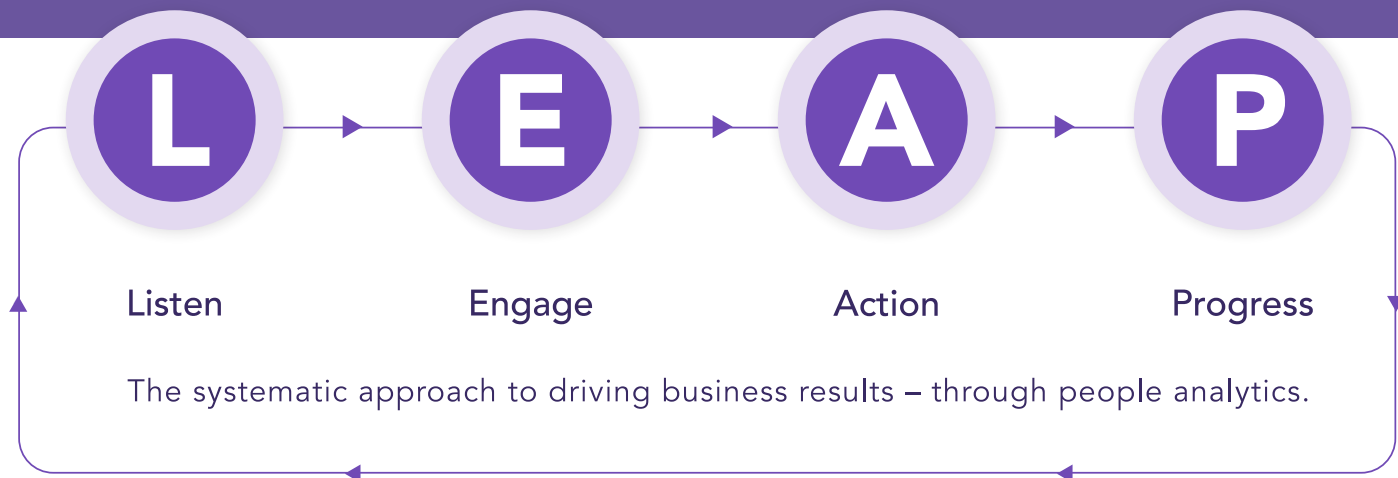 L E A P
Listen Engage Action Progress
The systematic approach to driving business results – through people analytics.